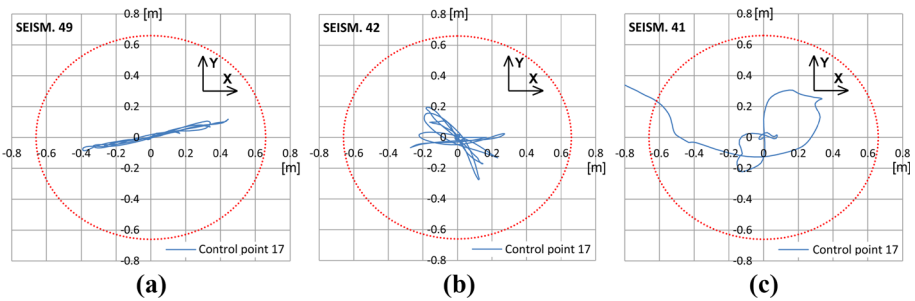 [m] [m] [m]
SEISM. 49 SEISM. 42 SEISM. 41
0.8 0.8 0.8
0.6 0.6 0.6
Y Y Y
0.4 0.4 0.4
X X X
0.2 0.2 0.2
0 0 0
-0.8 -0.6 -0.4 -0.2 0 0.2 0.4 0.6 0.8 -0.8 -0.6 -0.4 -0.2 0 0.2 0.4 0.6 0.8 -0.8 -0.6 -0.4 -0.2 0 0.2 0.4 0.6 0.8
[m] [m] [m]
-0.2 -0.2 -0.2
-0.4 -0.4 -0.4
-0.6 -0.6 -0.6
Control point 17 Control point 17 Control point 17
-0.8 -0.8 -0.8
(a) (b) (c)